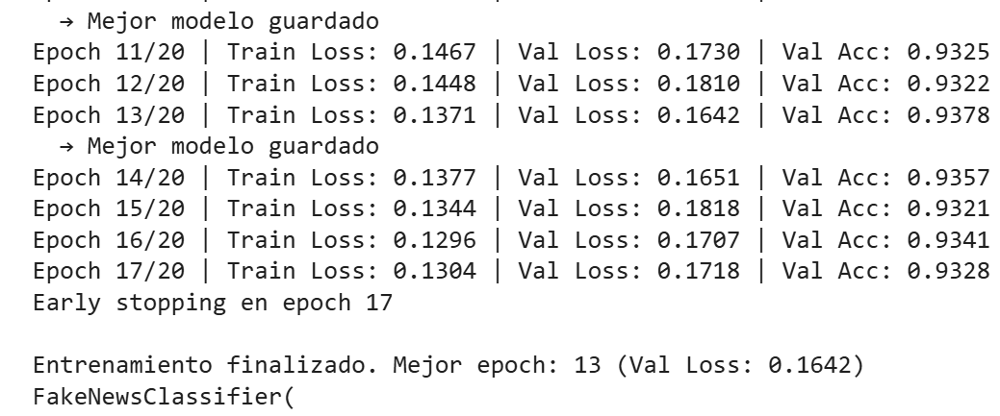 → Mejor modelo guardado
Epoch 11/20 | Train Loss: 0.1467 | Val Loss: 0.1730 | Val Acc: 0.9325
Epoch 12/20 | Train Loss: 0.1448 | Val Loss: 0.1810 | Val Acc: 0.9322
Epoch 13/20 | Train Loss: 0.1371 | Val Loss: 0.1642 | Val Acc: 0.9378
→ Mejor modelo guardado
Epoch 14/20 | Train Loss: 0.1377 | Val Loss: 0.1651 | Val Acc: 0.9357
Epoch 15/20 | Train Loss: 0.1344 | Val Loss: 0.1818 | Val Acc: 0.9321
Epoch 16/20 | Train Loss: 0.1296 | Val Loss: 0.1707 | Val Acc: 0.9341
Epoch 17/20 | Train Loss: 0.1304 | Val Loss: 0.1718 | Val Acc: 0.9328
Early stopping en epoch 17
Entrenamiento finalizado. Mejor epoch: 13 (Val Loss: 0.1642)
FakeNewsClassifier(